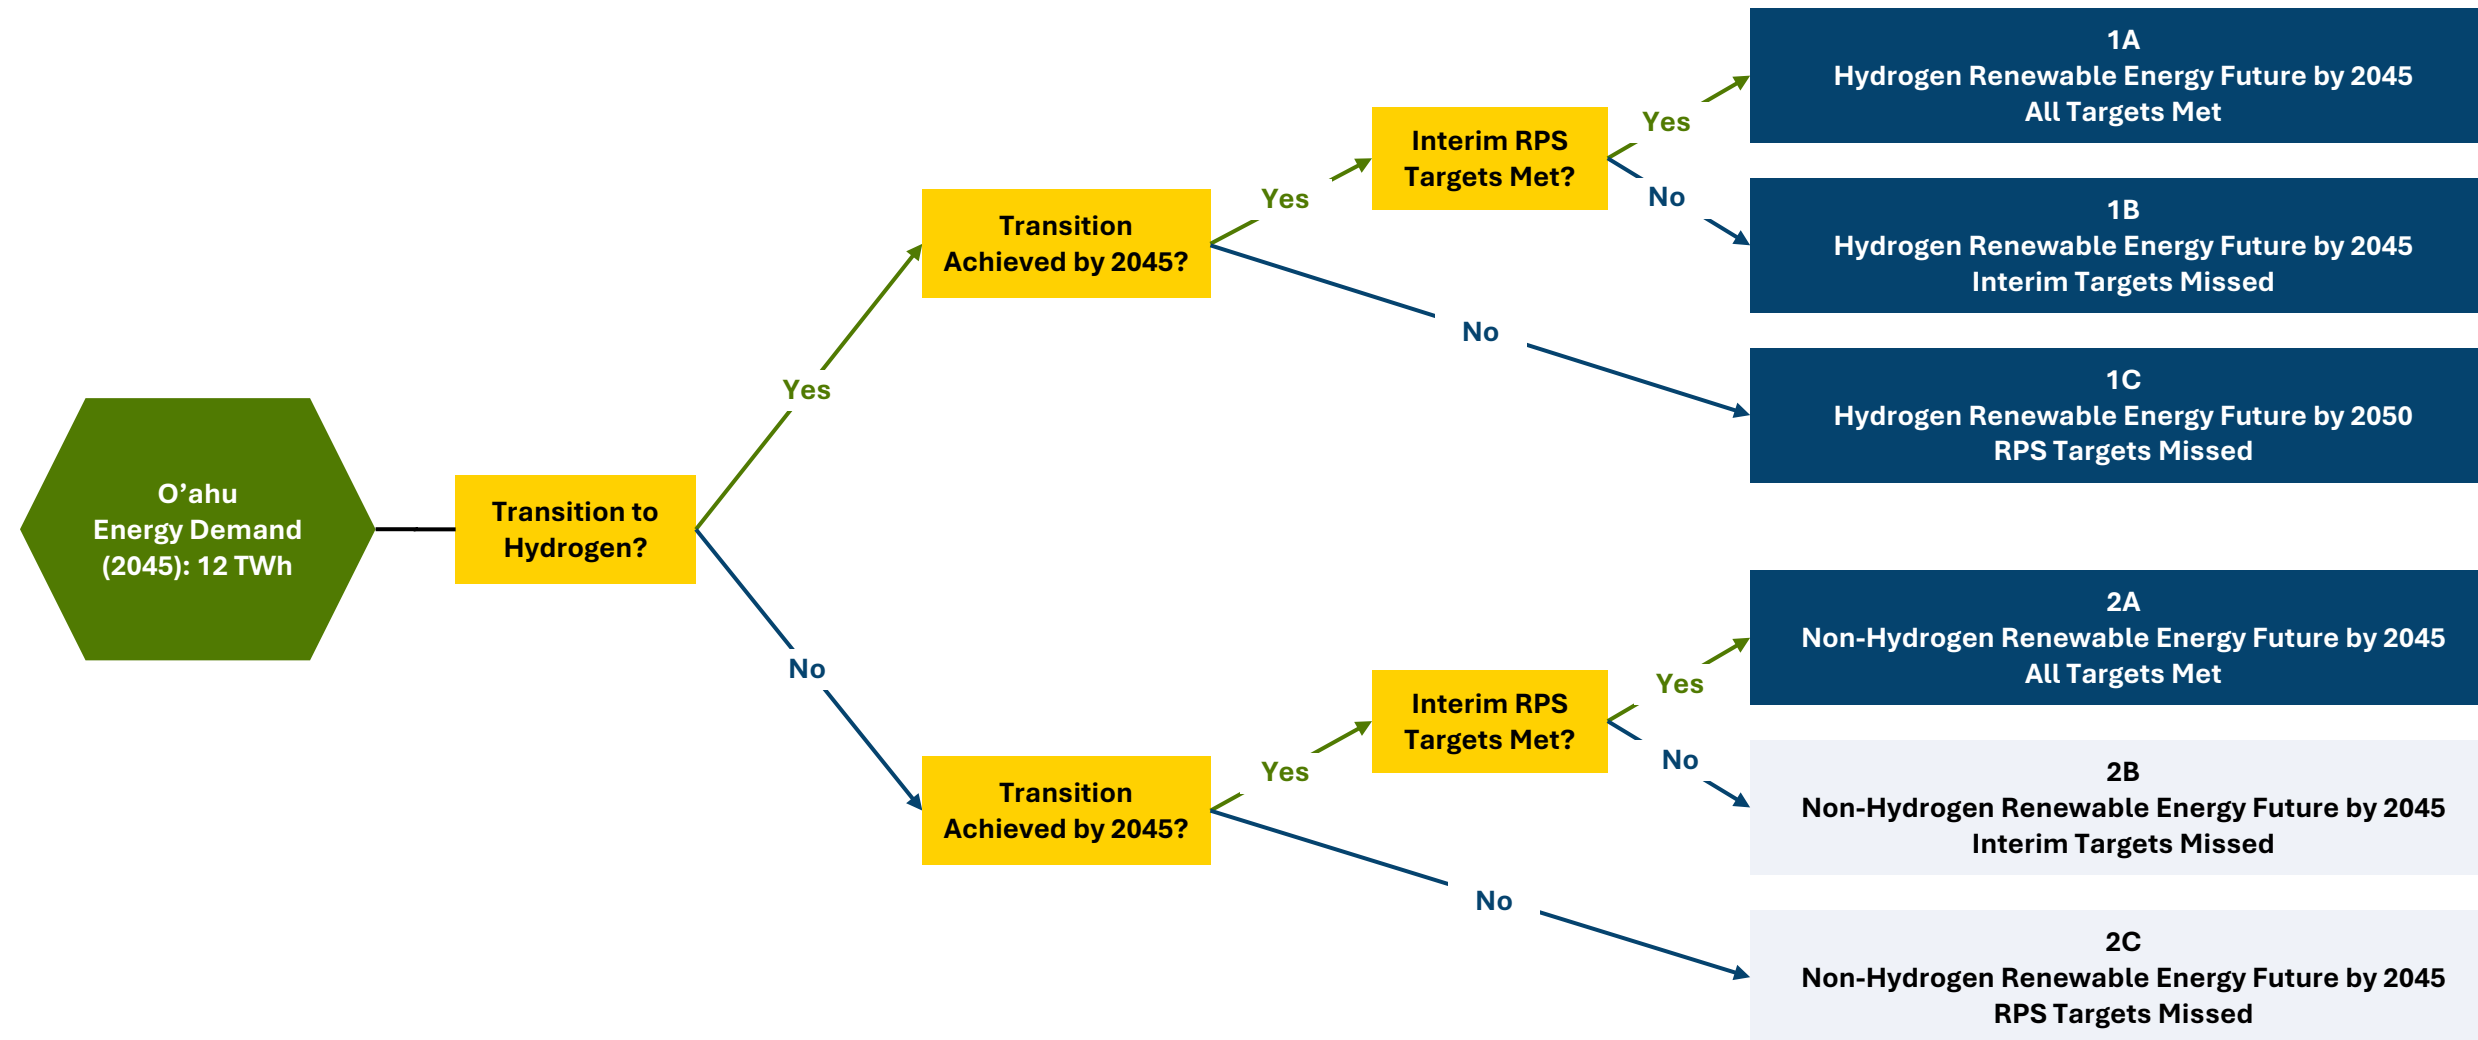 O’ahu
Energy Demand
(2045): 12 TWh
Transition to
Hydrogen?
Yes
No
Transition
Achieved by 2045?
Yes
No
Interim RPS
Targets Met?
Yes
No
1A
Hydrogen Renewable Energy Future by 2045
All Targets Met
1B
Hydrogen Renewable Energy Future by 2045
Interim Targets Missed
1C
Hydrogen Renewable Energy Future by 2050
RPS Targets Missed
Transition
Achieved by 2045?
Yes
No
Interim RPS
Targets Met?
Yes
No
2A
Non-Hydrogen Renewable Energy Future by 2045
All Targets Met
2B
Non-Hydrogen Renewable Energy Future by 2045
Interim Targets Missed
2C
Non-Hydrogen Renewable Energy Future by 2045
RPS Targets Missed